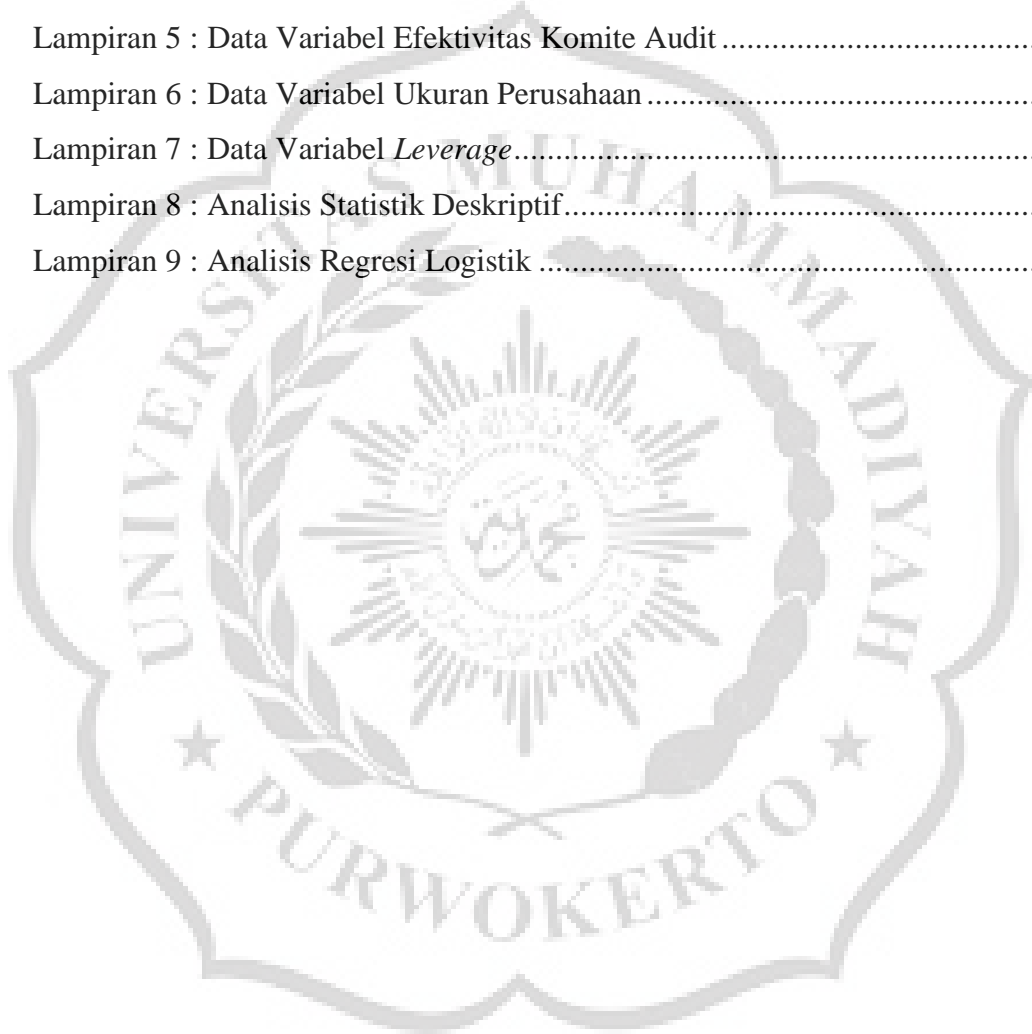 Lampiran 5 : Data Variabel Efektivitas Komite Audit ........................................
Lampiran 6 : Data Variabel Ukuran Perusahaan ................................................
Lampiran 7 : Data Variabel Leverage.................................................................
Lampiran 8 : Analisis Statistik Deskriptif...........................................................
Lampiran 9 : Analisis Regresi Logistik ..............................................................
UNIVERSITAS MUHAMMADIYAH
PURWOKERTO